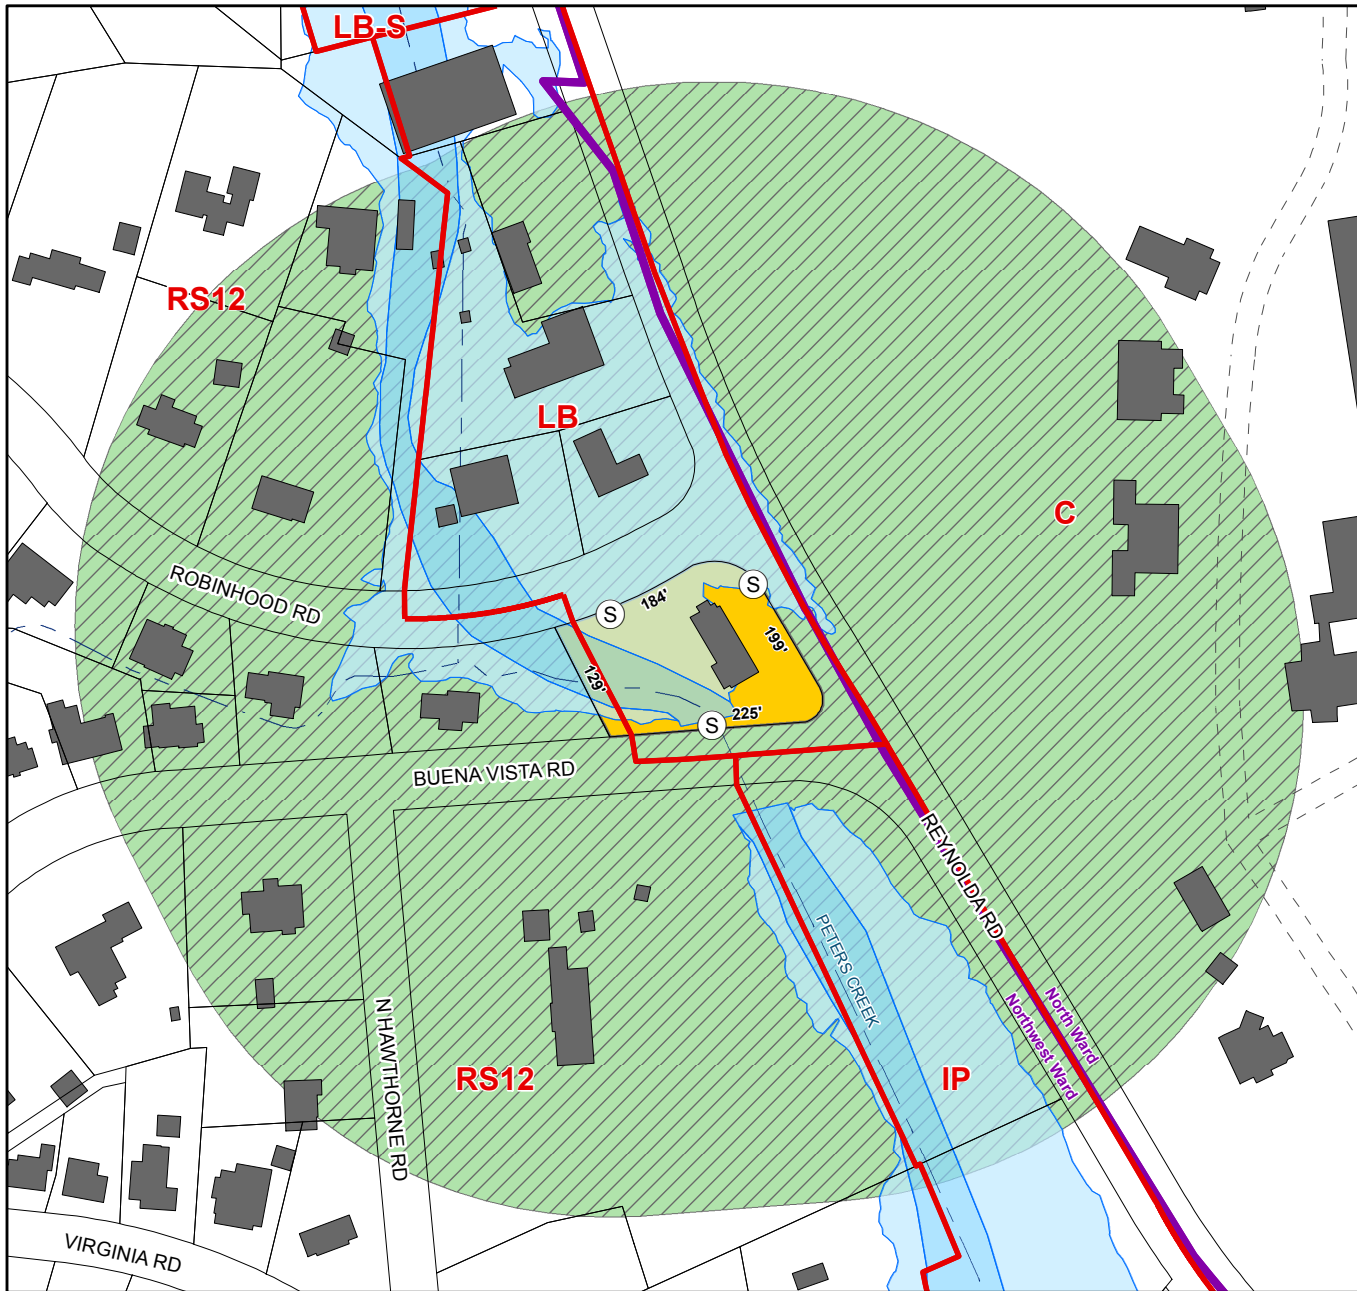 LB-S
RS12
LB
C
ROBINHOOD RD
S
184'
S
199'
129'
225'
S
BUENA VISTA RD
REYNOLDA RD
PETERS CREEK
North Ward
Northwest Ward
N HAWTHORNE RD
RS12
IP
VIRGINIA RD